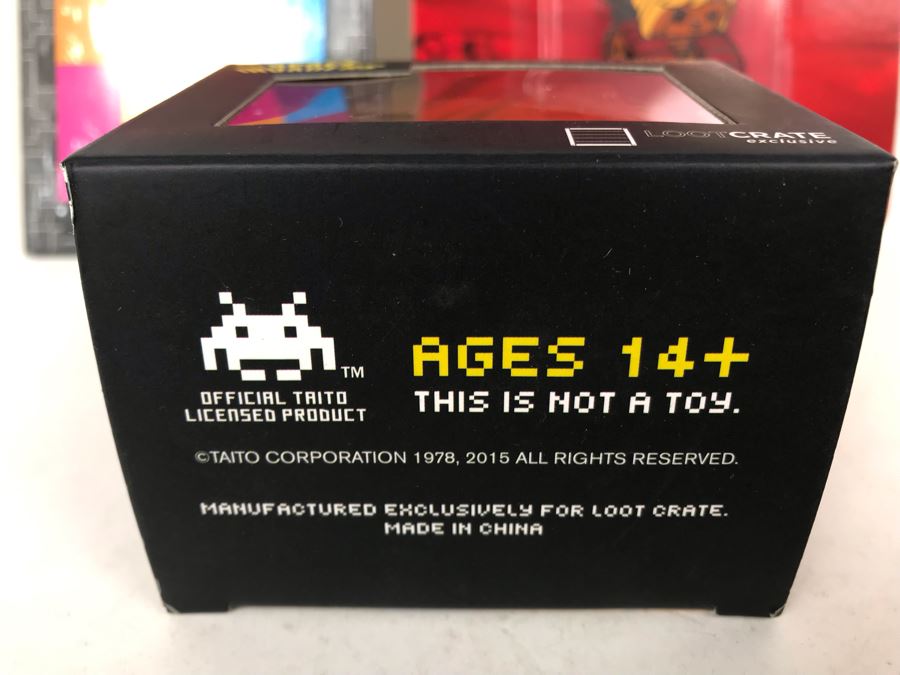 LOOTCRATE
exclusive
TM
OFFICIAL TAITO
LICENSED PRODUCT
AGES 14+
THIS IS NOT A TOY.
©TAITO CORPORATION 1978, 2015 ALL RIGHTS RESERVED.
MANUFACTURED EXCLUSIVELY FOR LOOT CRATE.
MADE IN CHINA